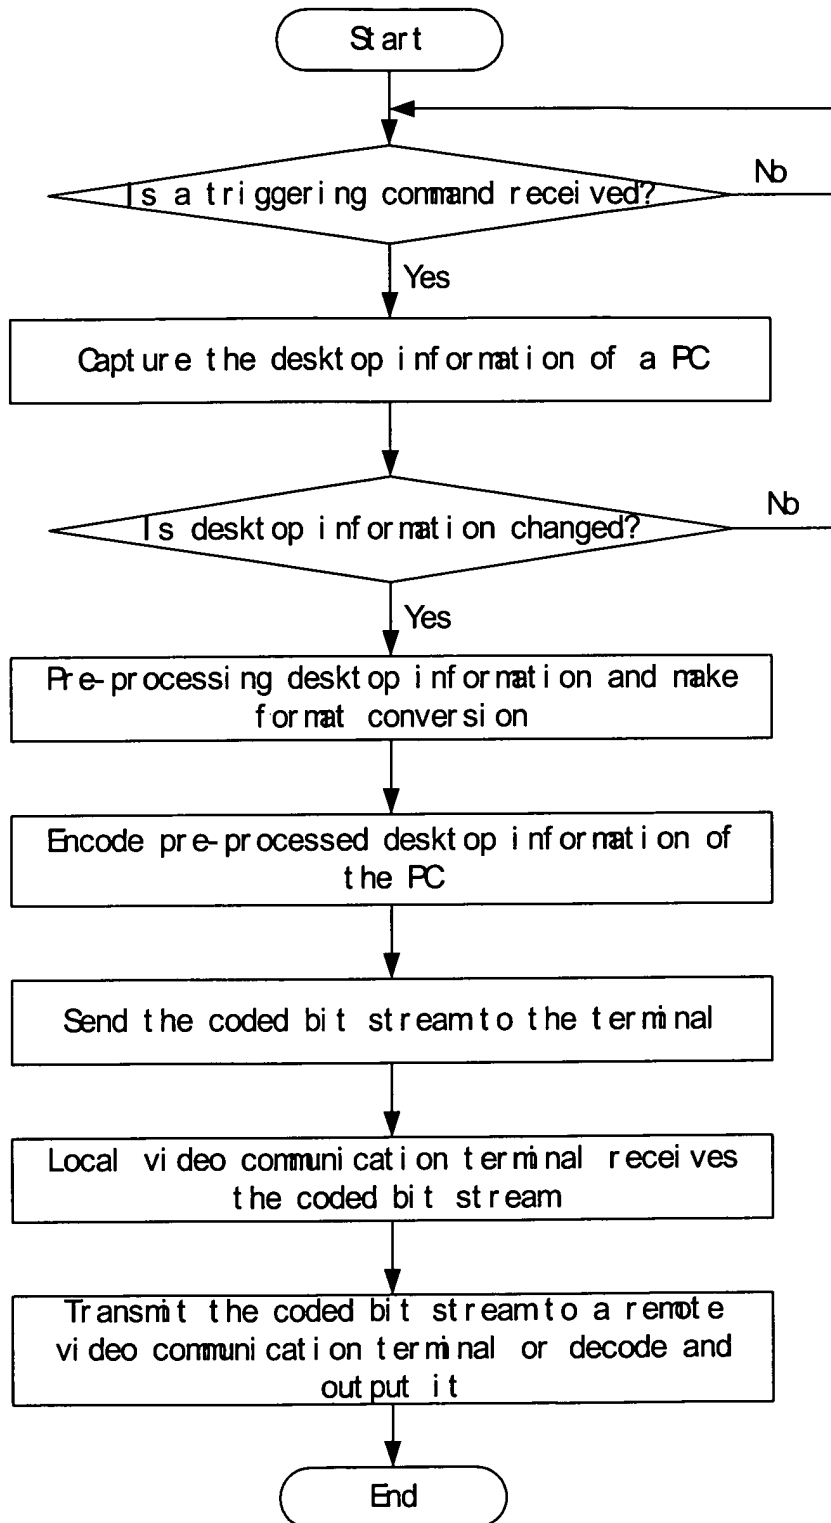 Start
Is a triggering command received?
No
Yes
Capture the desktop information of a PC
Is desktop information changed?
No
Yes
Pre-processing desktop information and make
format conversion
Encode pre-processed desktop information of
the PC
Send the coded bit stream to the terminal
Local video communication terminal receives
the coded bit stream
Transmit the coded bit stream to a remote
video communication terminal or decode and
output it
End